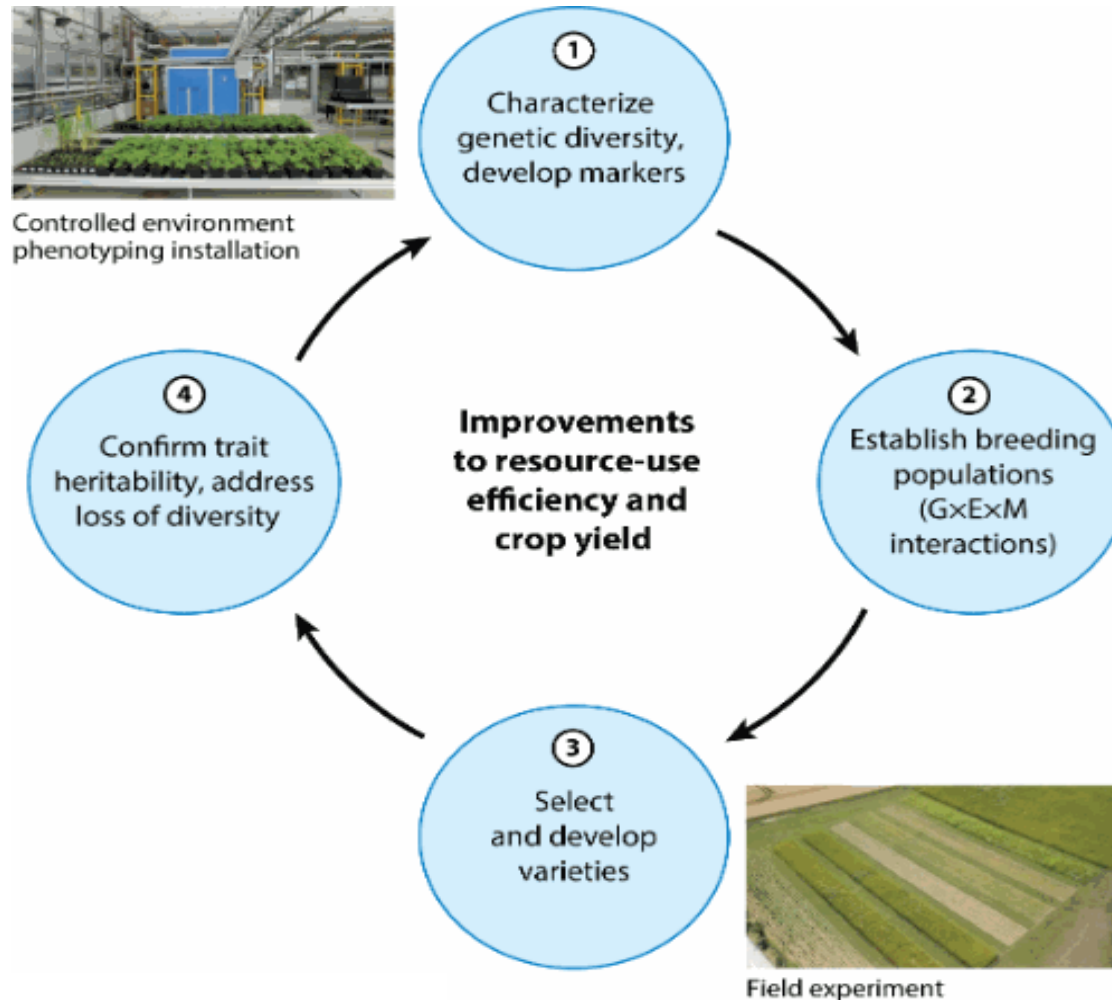 1
Characterize
genetic diversity,
develop markers
Controlled environment
phenotyping installation
4
Confirm trait
heritability, address
loss of diversity
Improvements
to resource-use
efficiency and
crop yield
2
Establish breeding
populations
(G×E×M
interactions)
3
Select
and develop
varieties
Field experiment